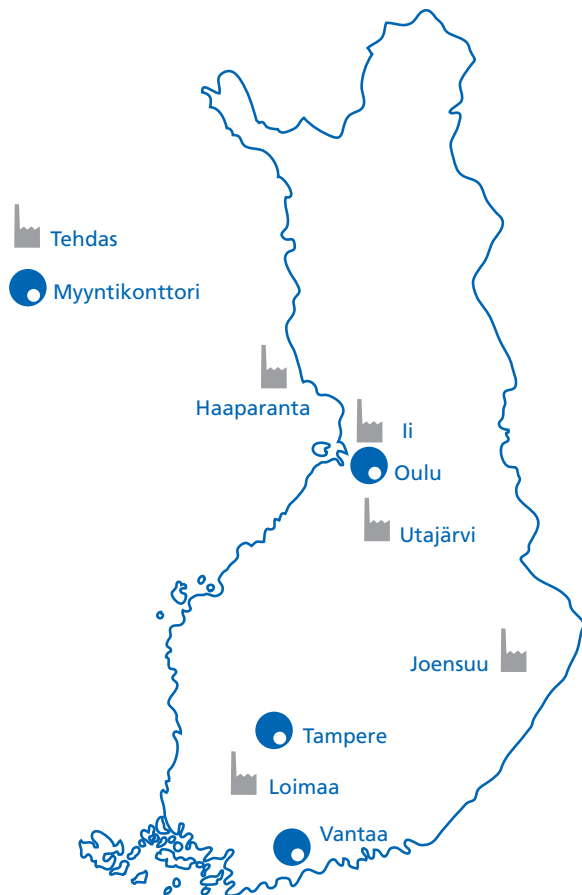 Tehdas
Myyntikonttori
Haaparanta
Ii
Oulu
Utajärvi
Joensuu
Tampere
Loimaa
Vantaa